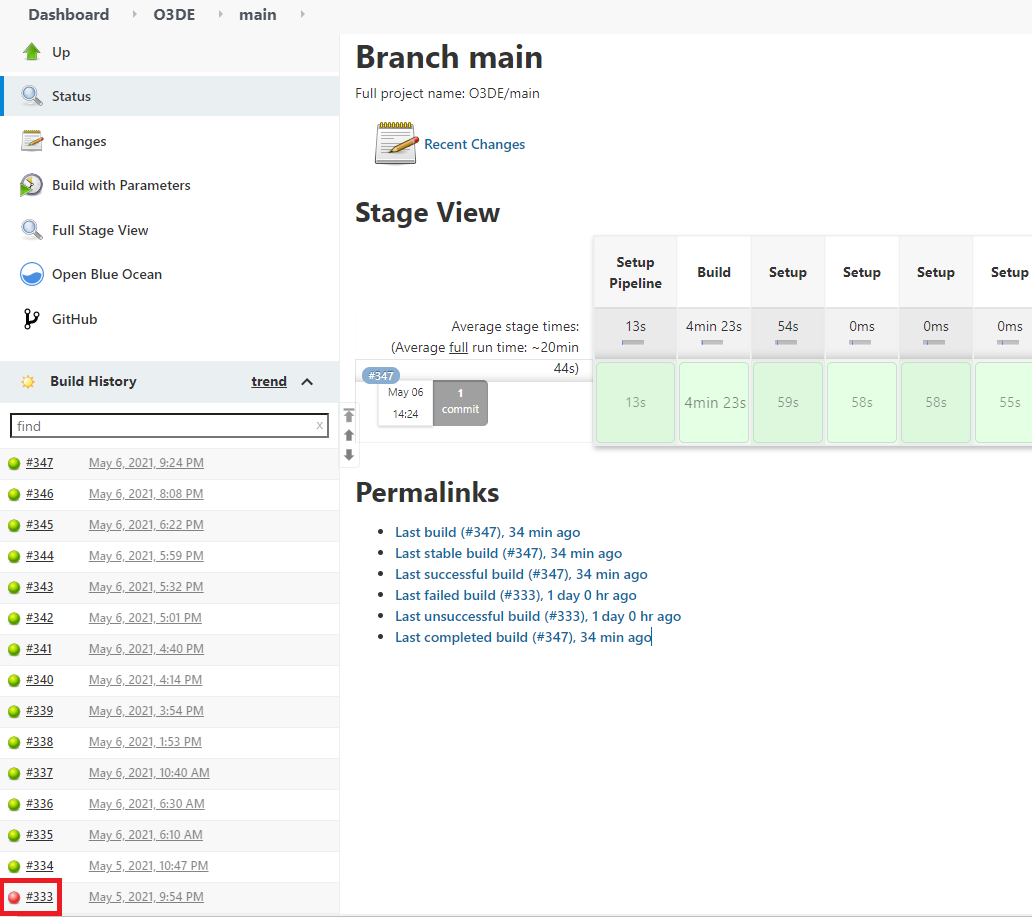 Dashboard O3DE main
Up
Status
Changes
Build with Parameters
Full Stage View
Open Blue Ocean
GitHub
Build History trend
find x
#347 May 6, 2021, 9:24 PM
#346 May 6, 2021, 8:08 PM
#345 May 6, 2021, 6:22 PM
#344 May 6, 2021, 5:59 PM
#343 May 6, 2021, 5:32 PM
#342 May 6, 2021, 5:01 PM
#341 May 6, 2021, 4:40 PM
#340 May 6, 2021, 4:14 PM
#339 May 6, 2021, 3:54 PM
#338 May 6, 2021, 1:53 PM
#337 May 6, 2021, 10:40 AM
#336 May 6, 2021, 6:30 AM
#335 May 6, 2021, 6:10 AM
#334 May 5, 2021, 10:47 PM
#333 May 5, 2021, 9:54 PM
Branch main
Full project name: O3DE/main
Recent Changes
Stage View
Setup Pipeline
Build
Setup
Setup
Setup
Setup
Average stage times:
(Average full run time: ~20min
44s)
13s 4min 23s 54s 0ms 0ms 0ms
#347
May 06
14:24
1
commit
13s 4min 23s 59s 58s 58s 55s
Permalinks
Last build (#347), 34 min ago
Last stable build (#347), 34 min ago
Last successful build (#347), 34 min ago
Last failed build (#333), 1 day 0 hr ago
Last unsuccessful build (#333), 1 day 0 hr ago
Last completed build (#347), 34 min ago